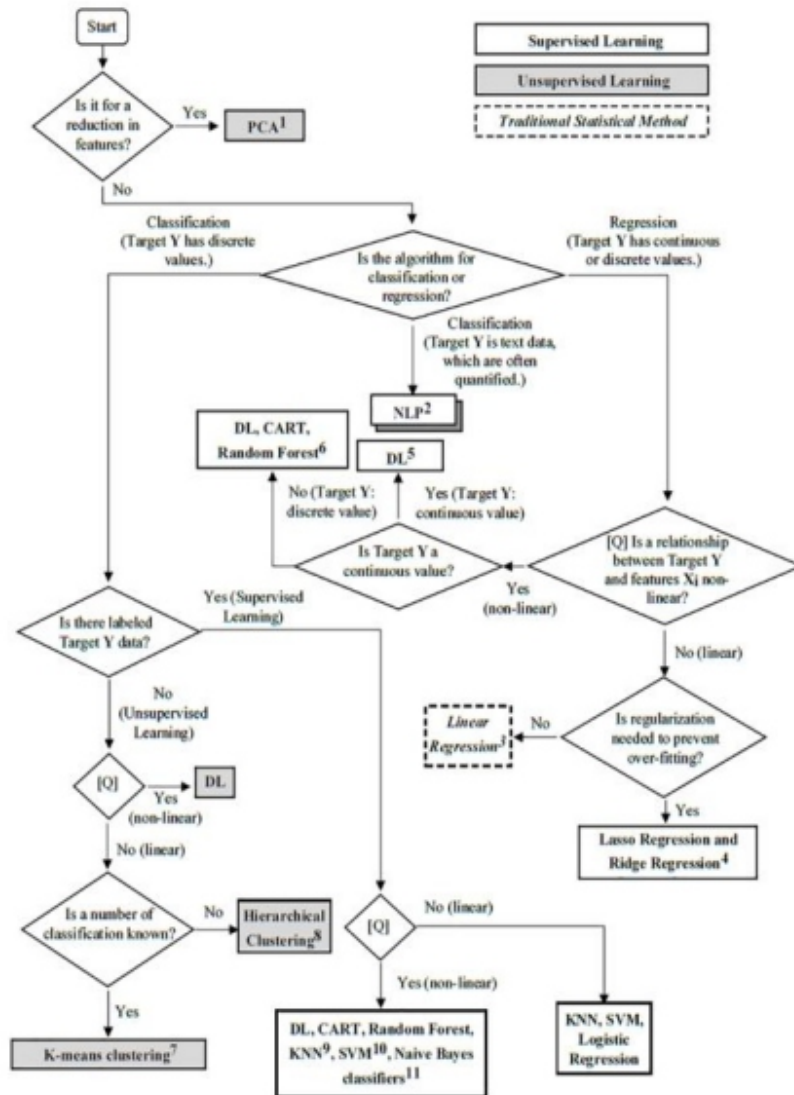 Start
Supervised Learning
Unsupervised Learning
Traditional Statistical Method
Is it for a
reduction in
features?
Yes
PCA1
No
Classification
(Target Y has discrete
values.)
Regression
(Target Y has continuous
or discrete values.)
Is the algorithm for
classification or
regression?
Classification
(Target Y is text data,
which are often
quantified.)
NLP2
DL, CART,
Random Forest6
DL5
No (Target Y:
discrete value)
Yes (Target Y:
continuous value)
Is Target Y a
continuous value?
Yes
(non-linear)
[Q] Is a relationship
between Target Y
and features Xi non-
linear?
Is there labeled
Target Y data?
Yes (Supervised
Learning)
No (linear)
No
(Unsupervised
Learning)
Linear
Regression3
No
Is regularization
needed to prevent
over-fitting?
[Q]
DL
Yes
(non-linear)
Yes
Lasso Regression and
Ridge Regression4
No (linear)
Is a number of
classification known?
No
Hierarchical
Clustering8
[Q]
No (linear)
Yes
Yes (non-linear)
K-means clustering7
DL, CART, Random Forest,
KNN9, SVM10, Naive Bayes
classifiers11
KNN, SVM,
Logistic
Regression